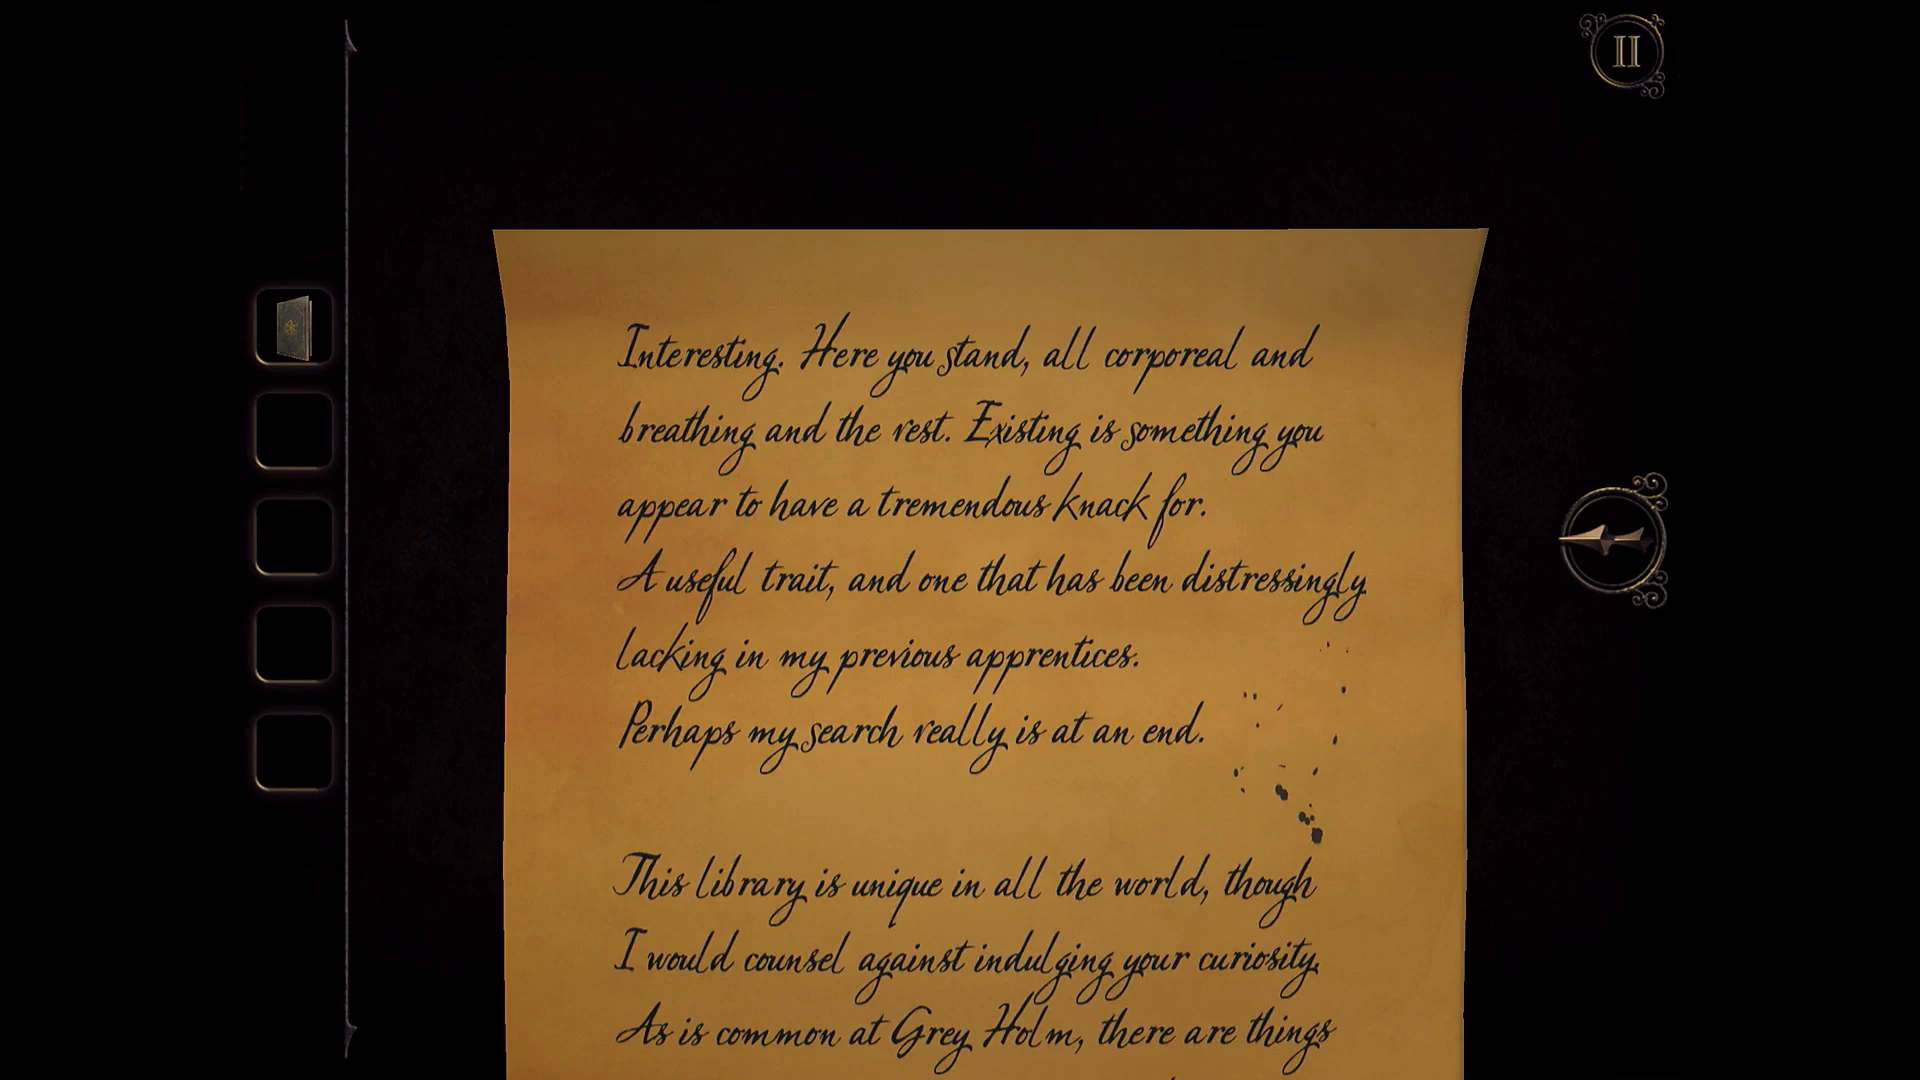 II
Interesting. Here you stand, all corporeal and
breathing and the rest. Existing is something you
appear to have a tremendous knack for.
A useful trait, and one that has been distressingly
lacking in my previous apprentices.
Perhaps my search really is at an end.
This library is unique in all the world, though
I would counsel against indulging your curiosity.
As is common at Grey Holm, there are things